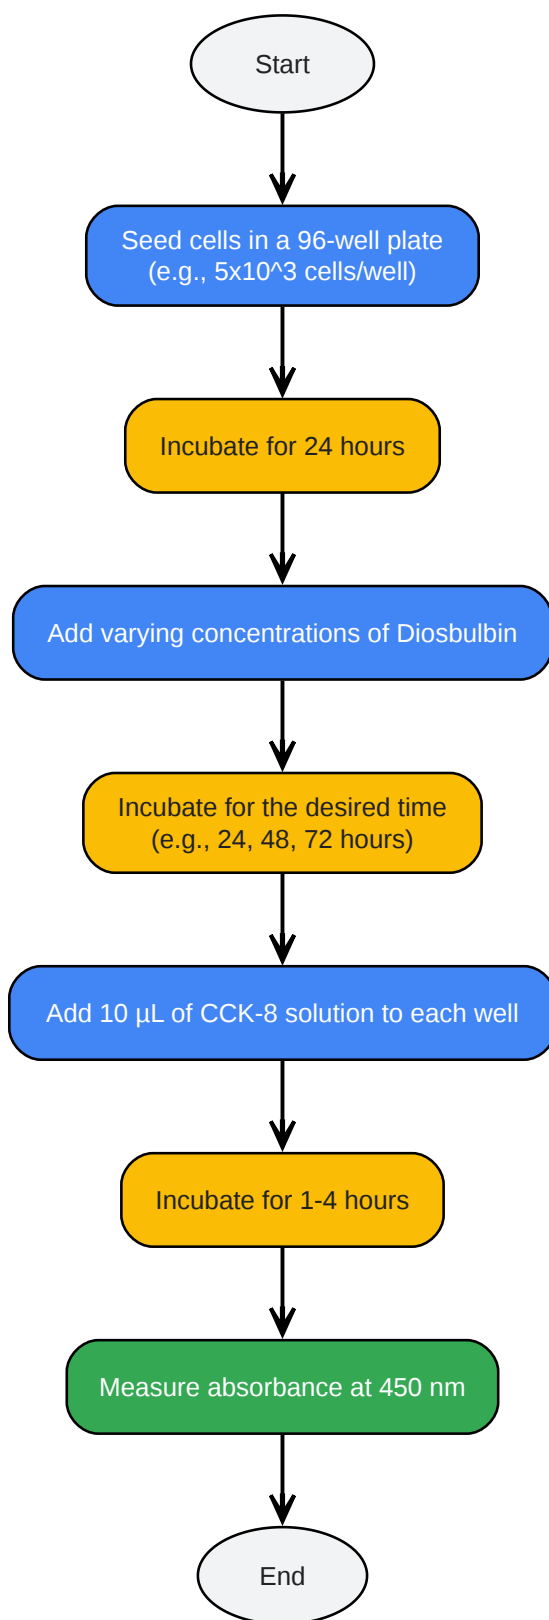 Start
Seed cells in a 96-well plate
(e.g., 5x10^3 cells/well)
Incubate for 24 hours
Add varying concentrations of Diosbulbin
Incubate for the desired time
(e.g., 24, 48, 72 hours)
Add 10 µL of CCK-8 solution to each well
Incubate for 1-4 hours
Measure absorbance at 450 nm
End